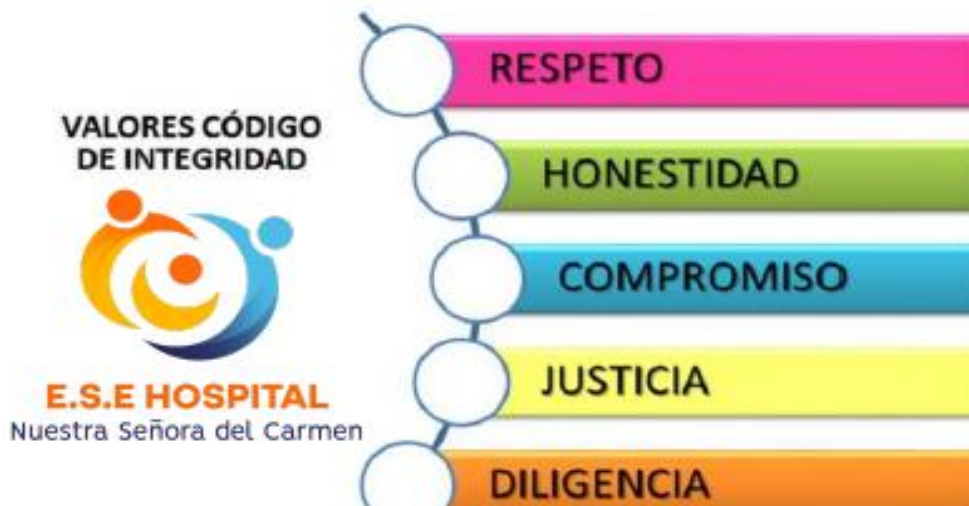 VALORES CÓDIGO
DE INTEGRIDAD
E.S.E HOSPITAL
Nuestra Señora del Carmen
RESPETO
HONESTIDAD
COMPROMISO
JUSTICIA
DILIGENCIA